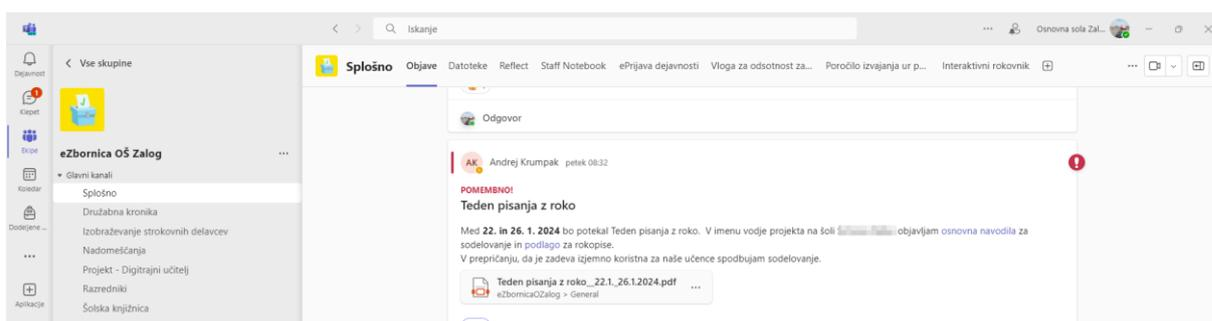 Iskanje
Osnovna sola Zal...
Dejavnost
Klepet
1
Ekipe
Koledar
Dodeljene ...
Aplikacije
Vse skupine
eZbornica OŠ Zalog
Glavni kanali
Splošno
Družabna kronika
Izobraževanje strokovnih delavcev
Nadomeščanja
Projekt - Digitrajni učitelj
Razredniki
Šolska knjižnica
Splošno Objave Datoteke Reflect Staff Notebook ePrijava dejavnosti Vloga za odsotnost za... Poročilo izvajanja ur p... Interaktivni rokovnik
Odgovor
AK Andrej Krumpak petek 08:32
POMEMBNO!
Teden pisanja z roko
Med 22. in 26. 1. 2024 bo potekal Teden pisanja z roko. V imenu vodje projekta na šoli objavljam osnovna navodila za
sodelovanje in podlago za rokopise.
V prepričanju, da je zadeva izjemno koristna za naše učence spodbujam sodelovanje.
Teden pisanja z roko__22.1._26.1.2024.pdf
eZbornicaOZalog > General